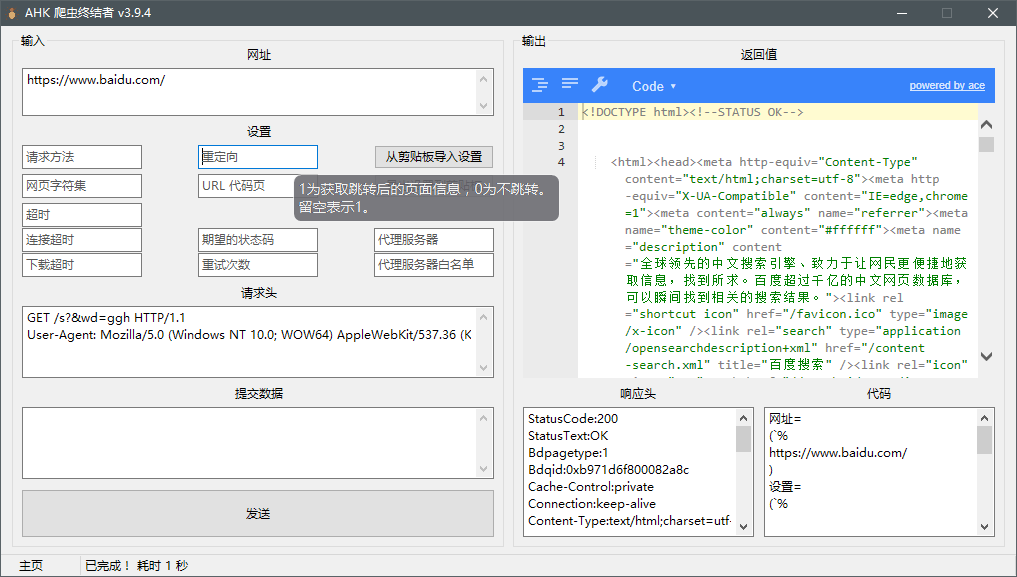 AHK 爬虫终结者 v3.9.4
输入
网址
https://www.baidu.com/
设置
请求方法
重定向
从剪贴板导入设置
网页字符集
URL 代码页
1为获取跳转后的页面信息，0为不跳转。
留空表示1。
超时
连接超时
期望的状态码
代理服务器
下载超时
重试次数
代理服务器白名单
请求头
GET /s?&wd=ggh HTTP/1.1
User-Agent: Mozilla/5.0 (Windows NT 10.0; WOW64) AppleWebKit/537.36 (K
提交数据
发送
输出
返回值
Code
powered by ace
1 <!DOCTYPE html><!--STATUS OK-->
2
3
4 <html><head><meta http-equiv="Content-Type"
content="text/html;charset=utf-8"><meta http
-equiv="X-UA-Compatible" content="IE=edge,chrome
=1"><meta content="always" name="referrer"><meta
name="theme-color" content="#ffffff"><meta name
="description" content
="全球领先的中文搜索引擎、致力于让网民更便捷地获
取信息，找到所求。百度超过千亿的中文网页数据库，
可以瞬间找到相关的搜索结果。"><link rel
="shortcut icon" href="/favicon.ico" type="image
/x-icon" /><link rel="search" type="application
/opensearchdescription+xml" href="/content
-search.xml" title="百度搜索" /><link rel="icon"
响应头
StatusCode:200
StatusText:OK
Bdpagetype:1
Bdqid:0xb971d6f800082a8c
Cache-Control:private
Connection:keep-alive
Content-Type:text/html;charset=utf-
代码
网址=
(`%
https://www.baidu.com/
)
设置=
(`%
主页
已完成！ 耗时 1 秒